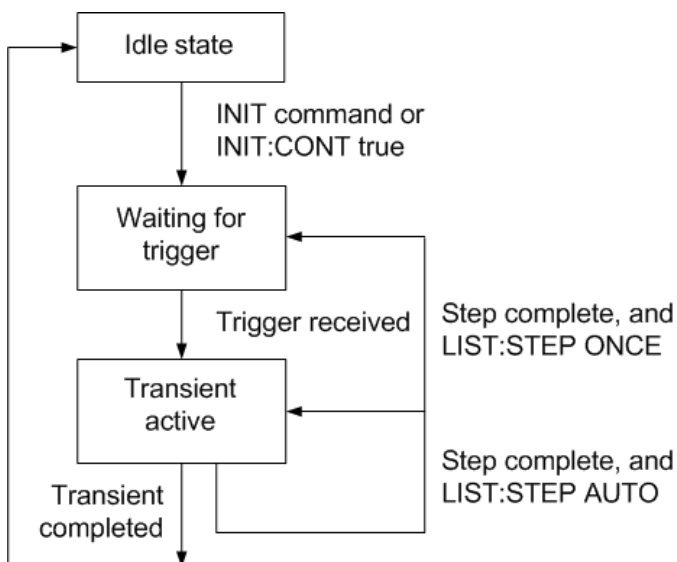 Idle state
INIT command or
INIT:CONT true
Waiting for
trigger
Trigger received
Step complete, and
LIST:STEP ONCE
Transient
active
Step complete, and
LIST:STEP AUTO
Transient
completed